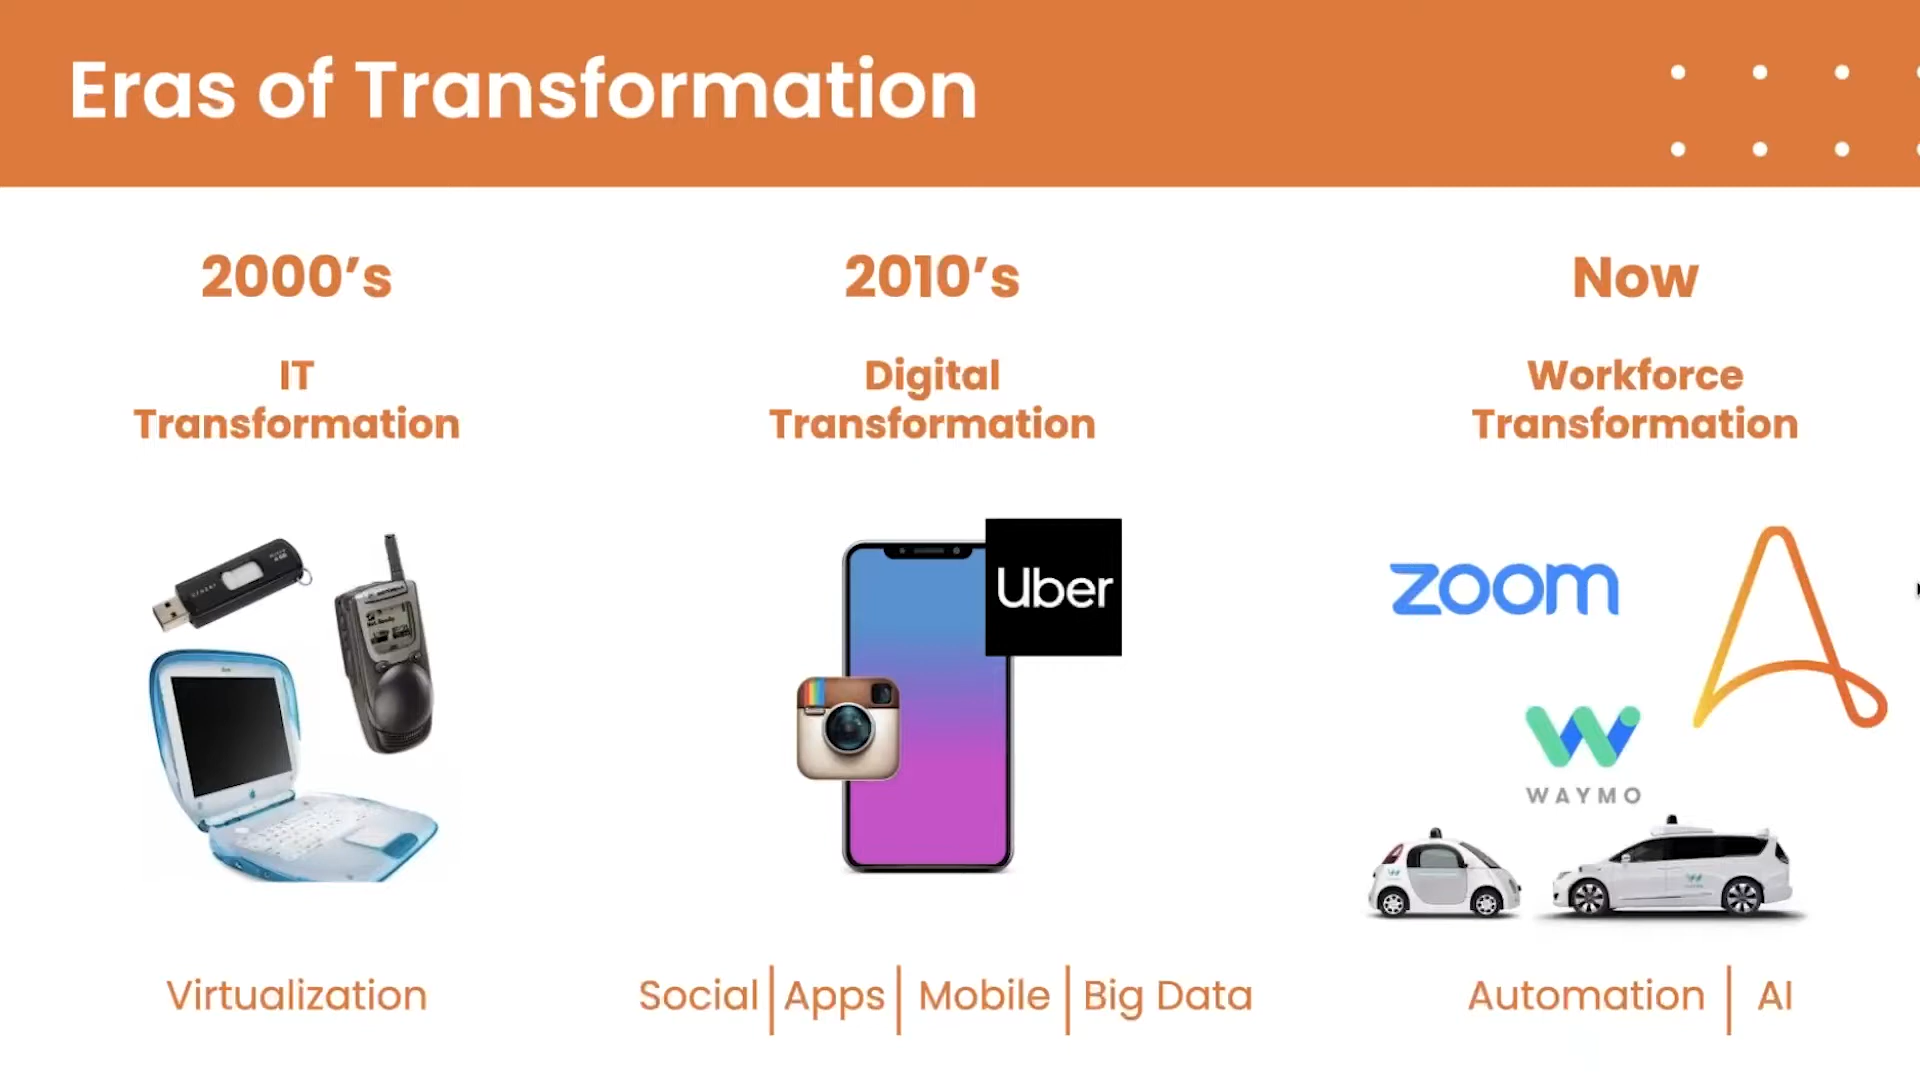 Eras of Transformation
2000’s
IT
Transformation
Virtualization
2010’s
Digital
Transformation
Uber
Social | Apps | Mobile | Big Data
Now
Workforce
Transformation
zoom
WAYMO
Automation | AI